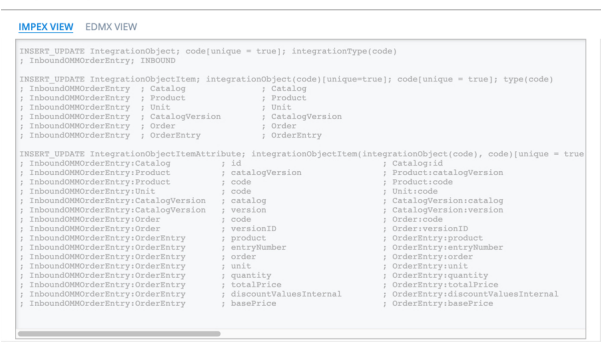 IMPEX VIEW EDMX VIEW
INSERT_UPDATE IntegrationObject; code[unique = true]; integrationType(code)
; InboundOMMOrderEntry; INBOUND
INSERT_UPDATE IntegrationObjectItem; integrationObject(code)[unique=true]; code[unique = true]; type(code)
; InboundOMMOrderEntry ; Catalog ; Catalog
; InboundOMMOrderEntry ; Product ; Product
; InboundOMMOrderEntry ; Unit ; Unit
; InboundOMMOrderEntry ; CatalogVersion ; CatalogVersion
; InboundOMMOrderEntry ; Order ; Order
; InboundOMMOrderEntry ; OrderEntry ; OrderEntry
INSERT_UPDATE IntegrationObjectItemAttribute; integrationObjectItem(integrationObject(code), code)[unique = true
; InboundOMMOrderEntry:Catalog ; id ; Catalog:id
; InboundOMMOrderEntry:Product ; catalogVersion ; Product:catalogVersion
; InboundOMMOrderEntry:Product ; code ; Product:code
; InboundOMMOrderEntry:Unit ; code ; Unit:code
; InboundOMMOrderEntry:CatalogVersion ; catalog ; CatalogVersion:catalog
; InboundOMMOrderEntry:CatalogVersion ; version ; CatalogVersion:version
; InboundOMMOrderEntry:Order ; code ; Order:code
; InboundOMMOrderEntry:Order ; versionID ; Order:versionID
; InboundOMMOrderEntry:OrderEntry ; product ; OrderEntry:product
; InboundOMMOrderEntry:OrderEntry ; entryNumber ; OrderEntry:entryNumber
; InboundOMMOrderEntry:OrderEntry ; order ; OrderEntry:order
; InboundOMMOrderEntry:OrderEntry ; unit ; OrderEntry:unit
; InboundOMMOrderEntry:OrderEntry ; quantity ; OrderEntry:quantity
; InboundOMMOrderEntry:OrderEntry ; totalPrice ; OrderEntry:totalPrice
; InboundOMMOrderEntry:OrderEntry ; discountValuesInternal ; OrderEntry:discountValuesInternal
; InboundOMMOrderEntry:OrderEntry ; basePrice ; OrderEntry:basePrice